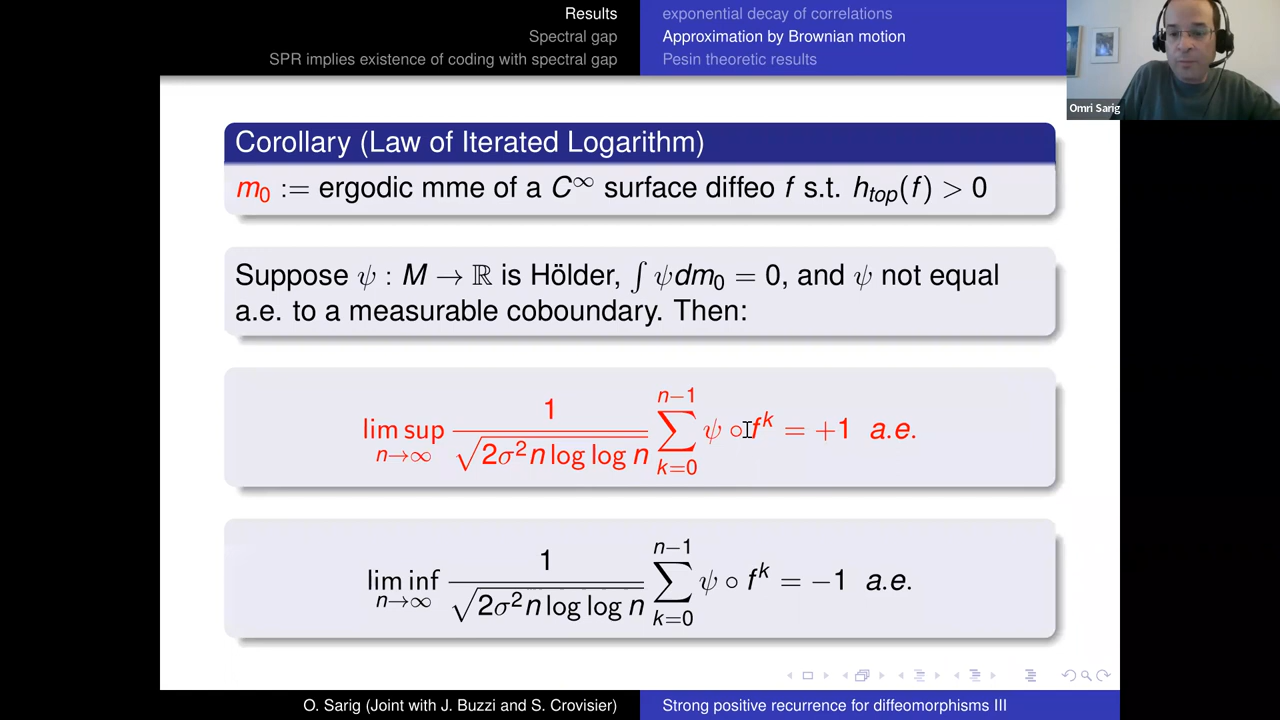 Results
exponential decay of correlations
Spectral gap
Approximation by Brownian motion
SPR implies existence of coding with spectral gap
Pesin theoretic results
Omri Sarig
Corollary (Law of Iterated Logarithm)
m₀ := ergodic mme of a C^∞ surface diffeo f s.t. h_top(f) > 0
Suppose ψ : M → ℝ is Hölder, ∫ ψdm₀ = 0, and ψ not equal
a.e. to a measurable coboundary. Then:
lim sup_{n→∞} 1/√(2σ²n log log n) ∑_{k=0}^{n−1} ψ ∘ f^k = +1 a.e.
lim inf_{n→∞} 1/√(2σ²n log log n) ∑_{k=0}^{n−1} ψ ∘ f^k = −1 a.e.
O. Sarig (Joint with J. Buzzi and S. Crovisier)
Strong positive recurrence for diffeomorphisms III